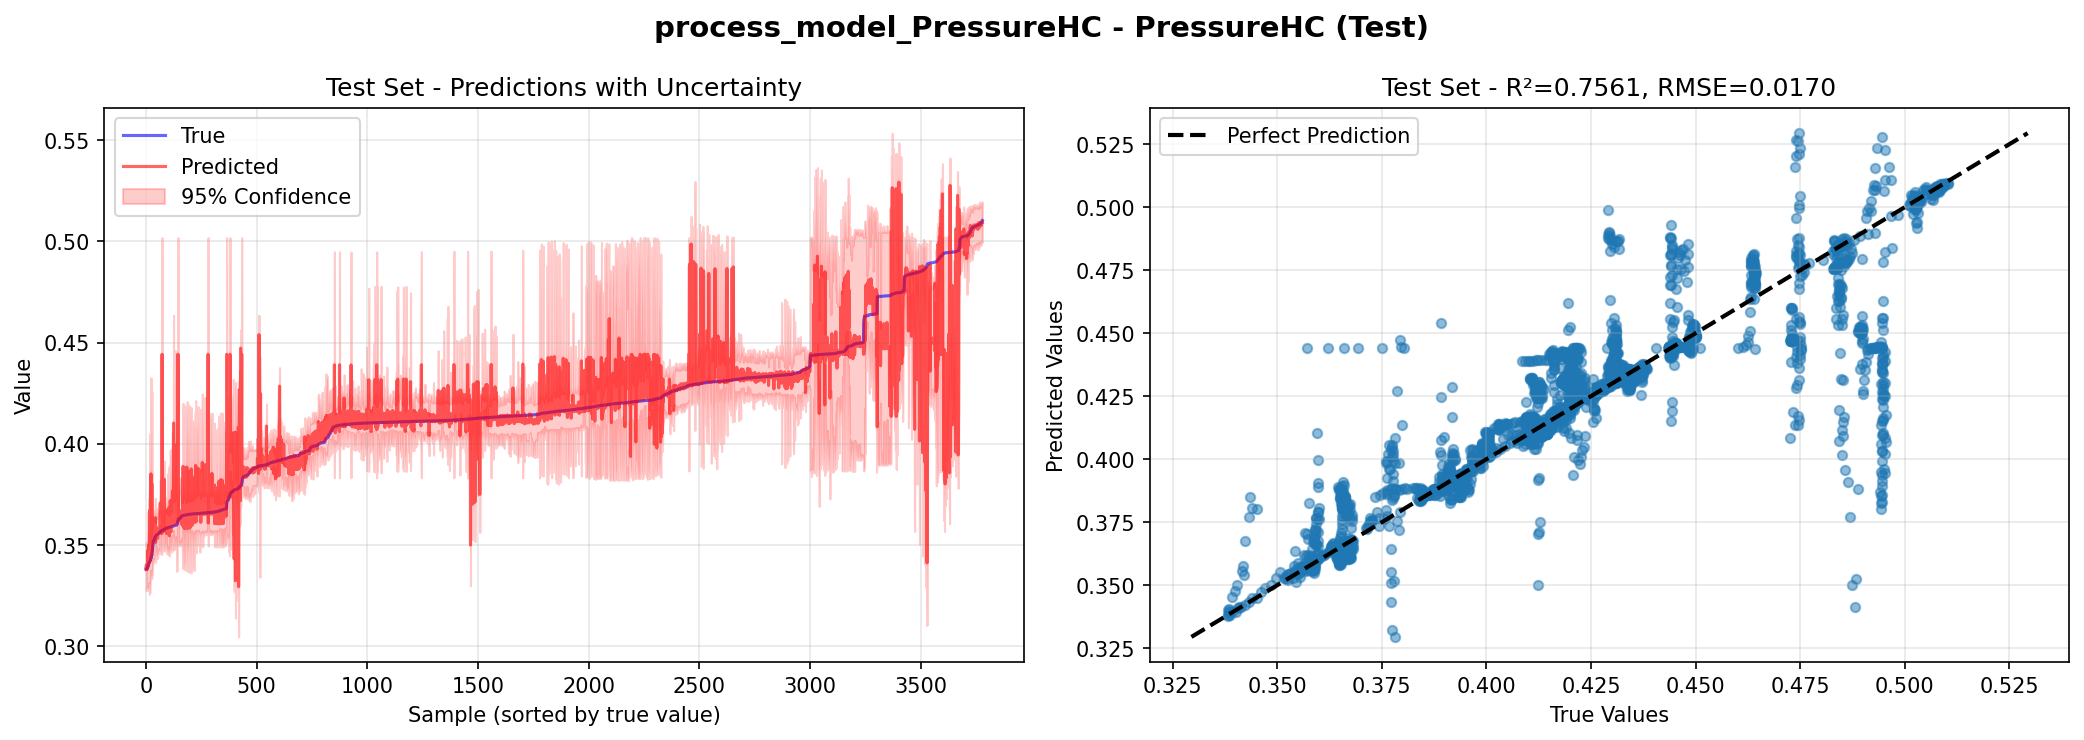 process_model_PressureHC - PressureHC (Test)
Test Set - Predictions with Uncertainty
True
Predicted
95% Confidence
Value
0.55
0.50
0.45
0.40
0.35
0.30
0 500 1000 1500 2000 2500 3000 3500
Sample (sorted by true value)
Test Set - R²=0.7561, RMSE=0.0170
Perfect Prediction
Predicted Values
0.525
0.500
0.475
0.450
0.425
0.400
0.375
0.350
0.325
0.325 0.350 0.375 0.400 0.425 0.450 0.475 0.500 0.525
True Values